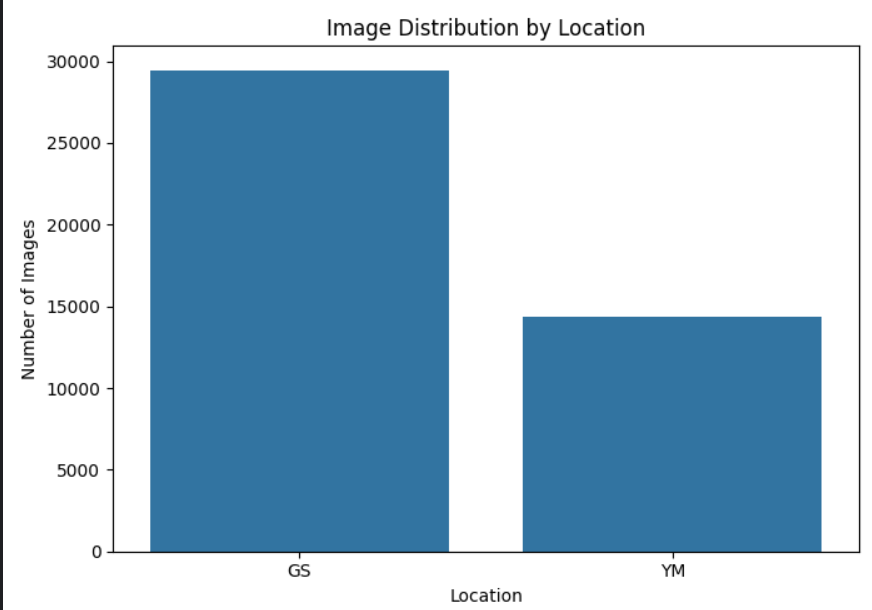 Image Distribution by Location
Number of Images
30000
25000
20000
15000
10000
5000
0
GS
YM
Location